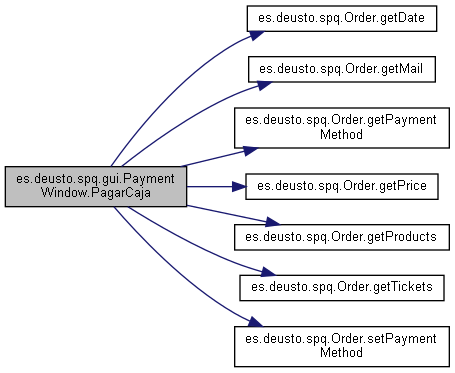 es.deusto.spq.Order.getDate
es.deusto.spq.Order.getMail
es.deusto.spq.Order.getPayment
Method
es.deusto.spq.gui.Payment
Window.PagarCaja
es.deusto.spq.Order.getPrice
es.deusto.spq.Order.getProducts
es.deusto.spq.Order.getTickets
es.deusto.spq.Order.setPayment
Method